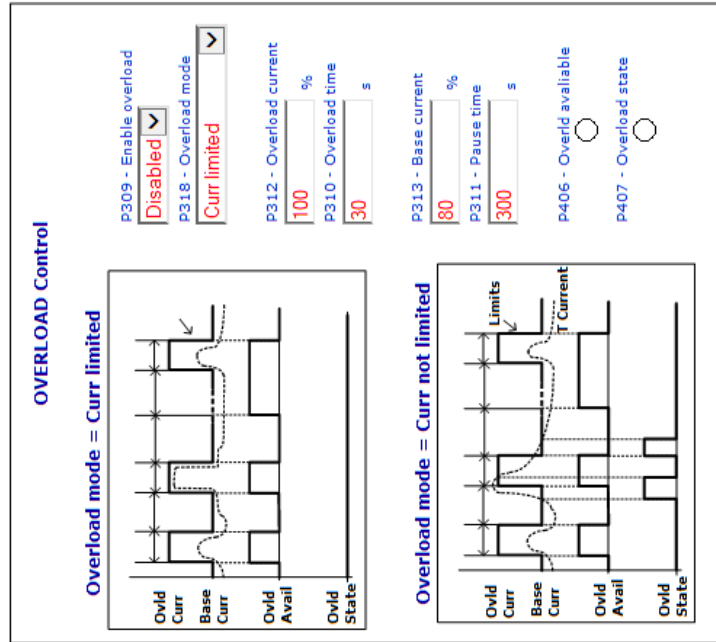 OVERLOAD Control
Overload mode = Curr limited
Ovld
Curr
Base
Curr
Ovld
Avail
Ovld
State
Overload mode = Curr not limited
Limits
T Current
Ovld
Curr
Base
Curr
Ovld
Avail
Ovld
State
P309 - Enable overload
Disabled
P318 - Overload mode
Curr limited
P312 - Overload current
100 %
P310 - Overload time
30 s
P313 - Base current
80 %
P311 - Pause time
300 s
P406 - Overld avaliable
P407 - Overload state